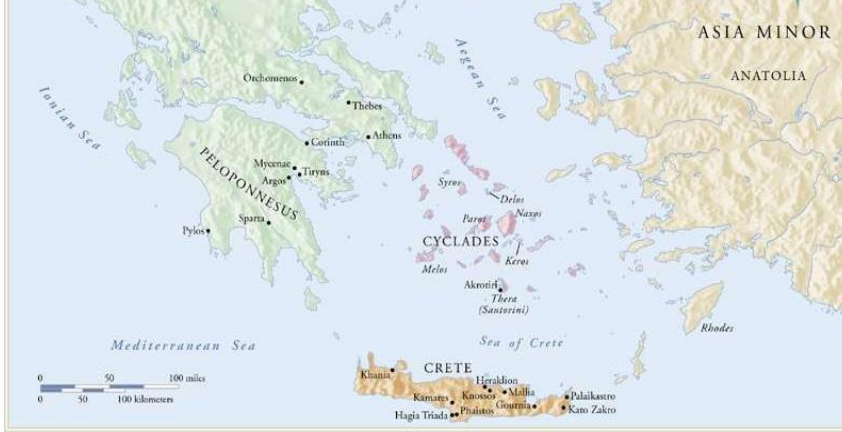 ASIA MINOR
ANATOLIA
Aegean Sea
Ionian Sea
Orchomenos
Thebes
Athens
Corinth
PELOPONNESUS
Mycenae
Tiryns
Argos
Sparta
Pylos
Syros
Delos
Paros
Naxos
CYCLADES
Keros
Melos
Akrotiri
Thera
(Santorini)
Rhodes
Mediterranean Sea
Sea of Crete
0 50 100 miles
0 50 100 kilometers
CRETE
Khania
Heraklion
Knossos
Mallia
Palaikastro
Kamares
Gournia
Kato Zakro
Hagia Triada
Phaistos